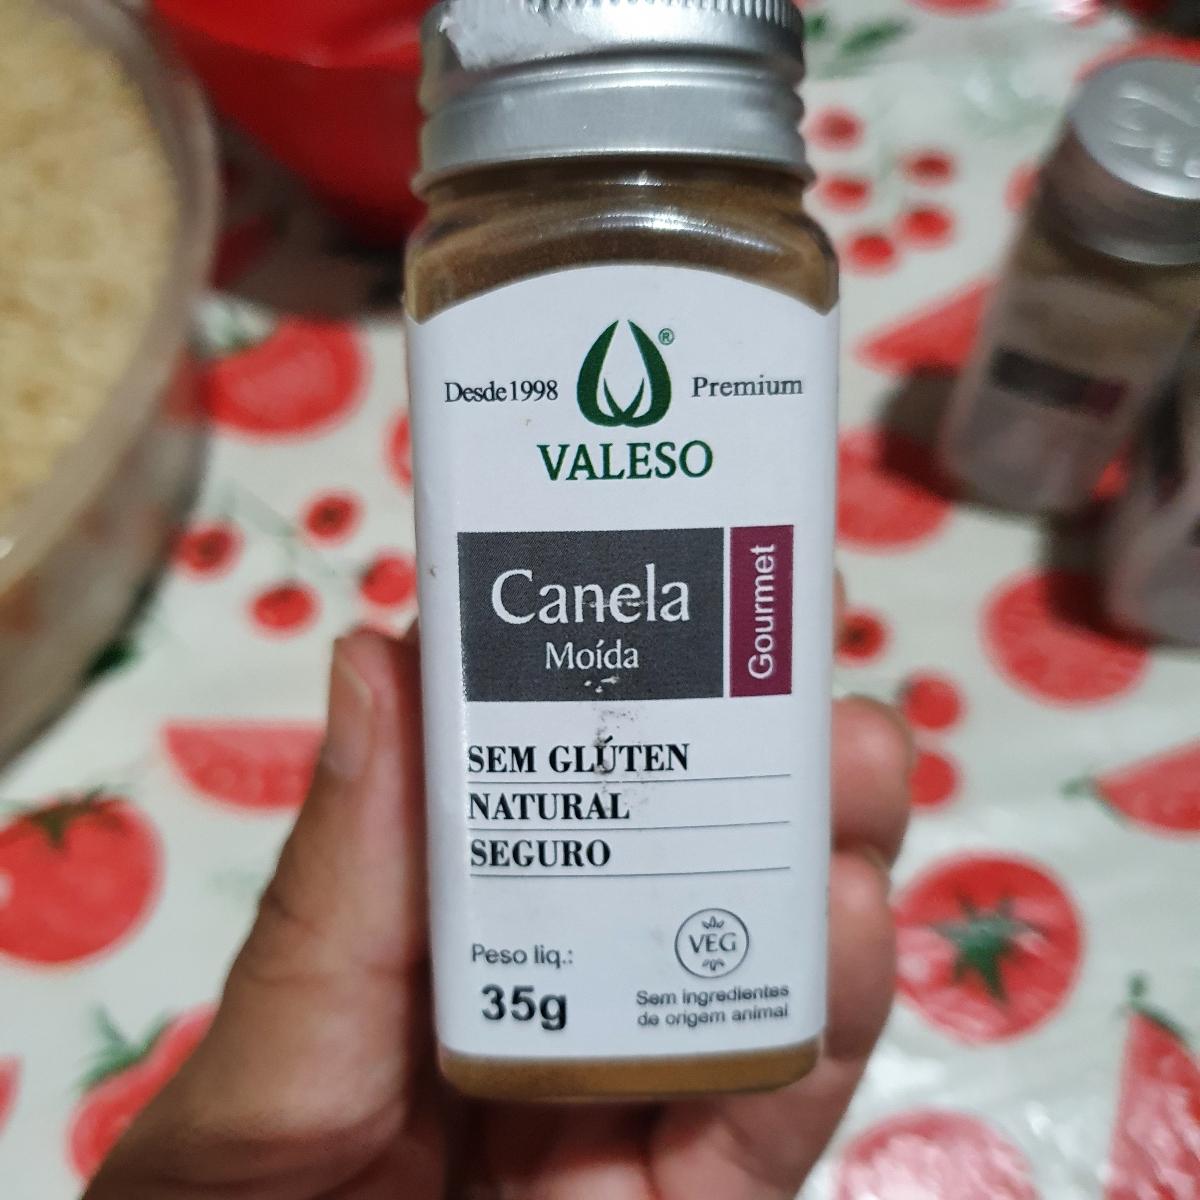 Desde 1998
®
Premium
VALESO
Canela
Moída
Gourmet
SEM GLÚTEN
NATURAL
SEGURO
Peso liq.:
35g
VEG
Sem ingredientes
de origem animal